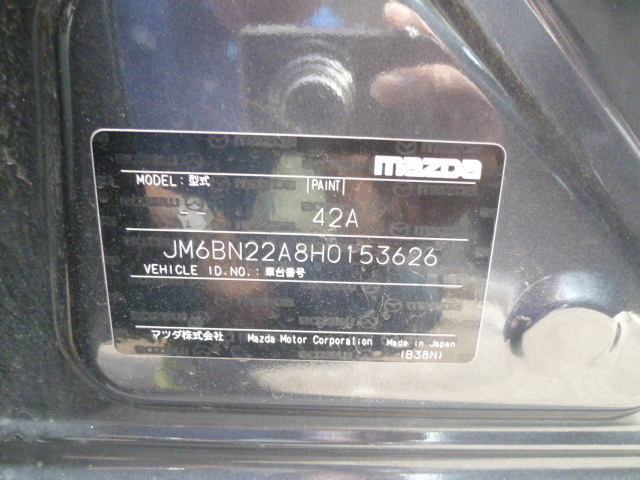 mazda
MODEL:型式 PAINT
-- 42A
JM6BN22A8H0153626
VEHICLE ID.NO.:車台番号
マツダ株式会社 Mazda Motor Corporation Made in Japan
(B38N)